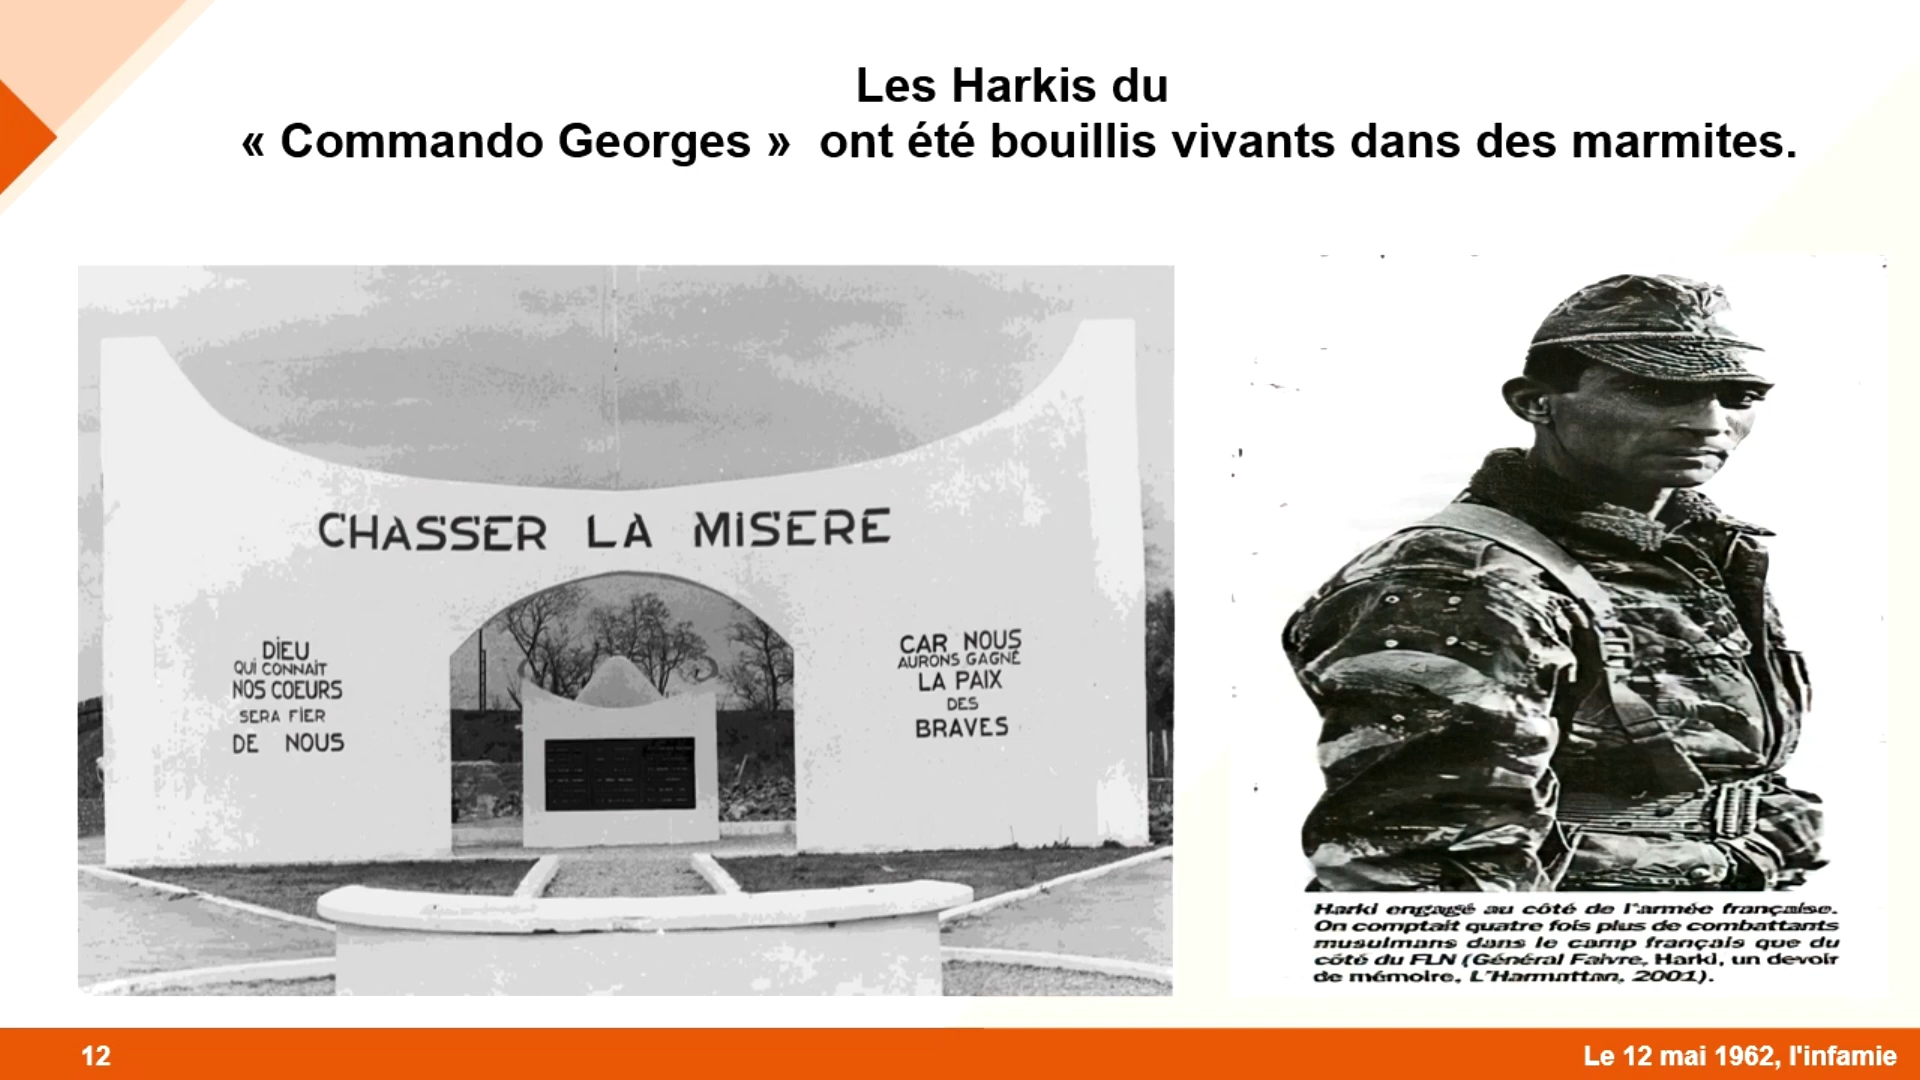 Les Harkis du
« Commando Georges »  ont été bouillis vivants dans des marmites.
CHASSER LA MISERE
DIEU
QUI CONNAIT
NOS COEURS
SERA FIER
DE NOUS
CAR NOUS
AURONS GAGNÉ
LA PAIX
DES
BRAVES
Harki engagé au côté de l'armée française.
On comptait quatre fois plus de combattants
musulmans dans le camp français que du
côté du FLN (Général Faivre, Harki, un devoir
de mémoire, L'Harmattan, 2001).
12
Le 12 mai 1962, l'infamie